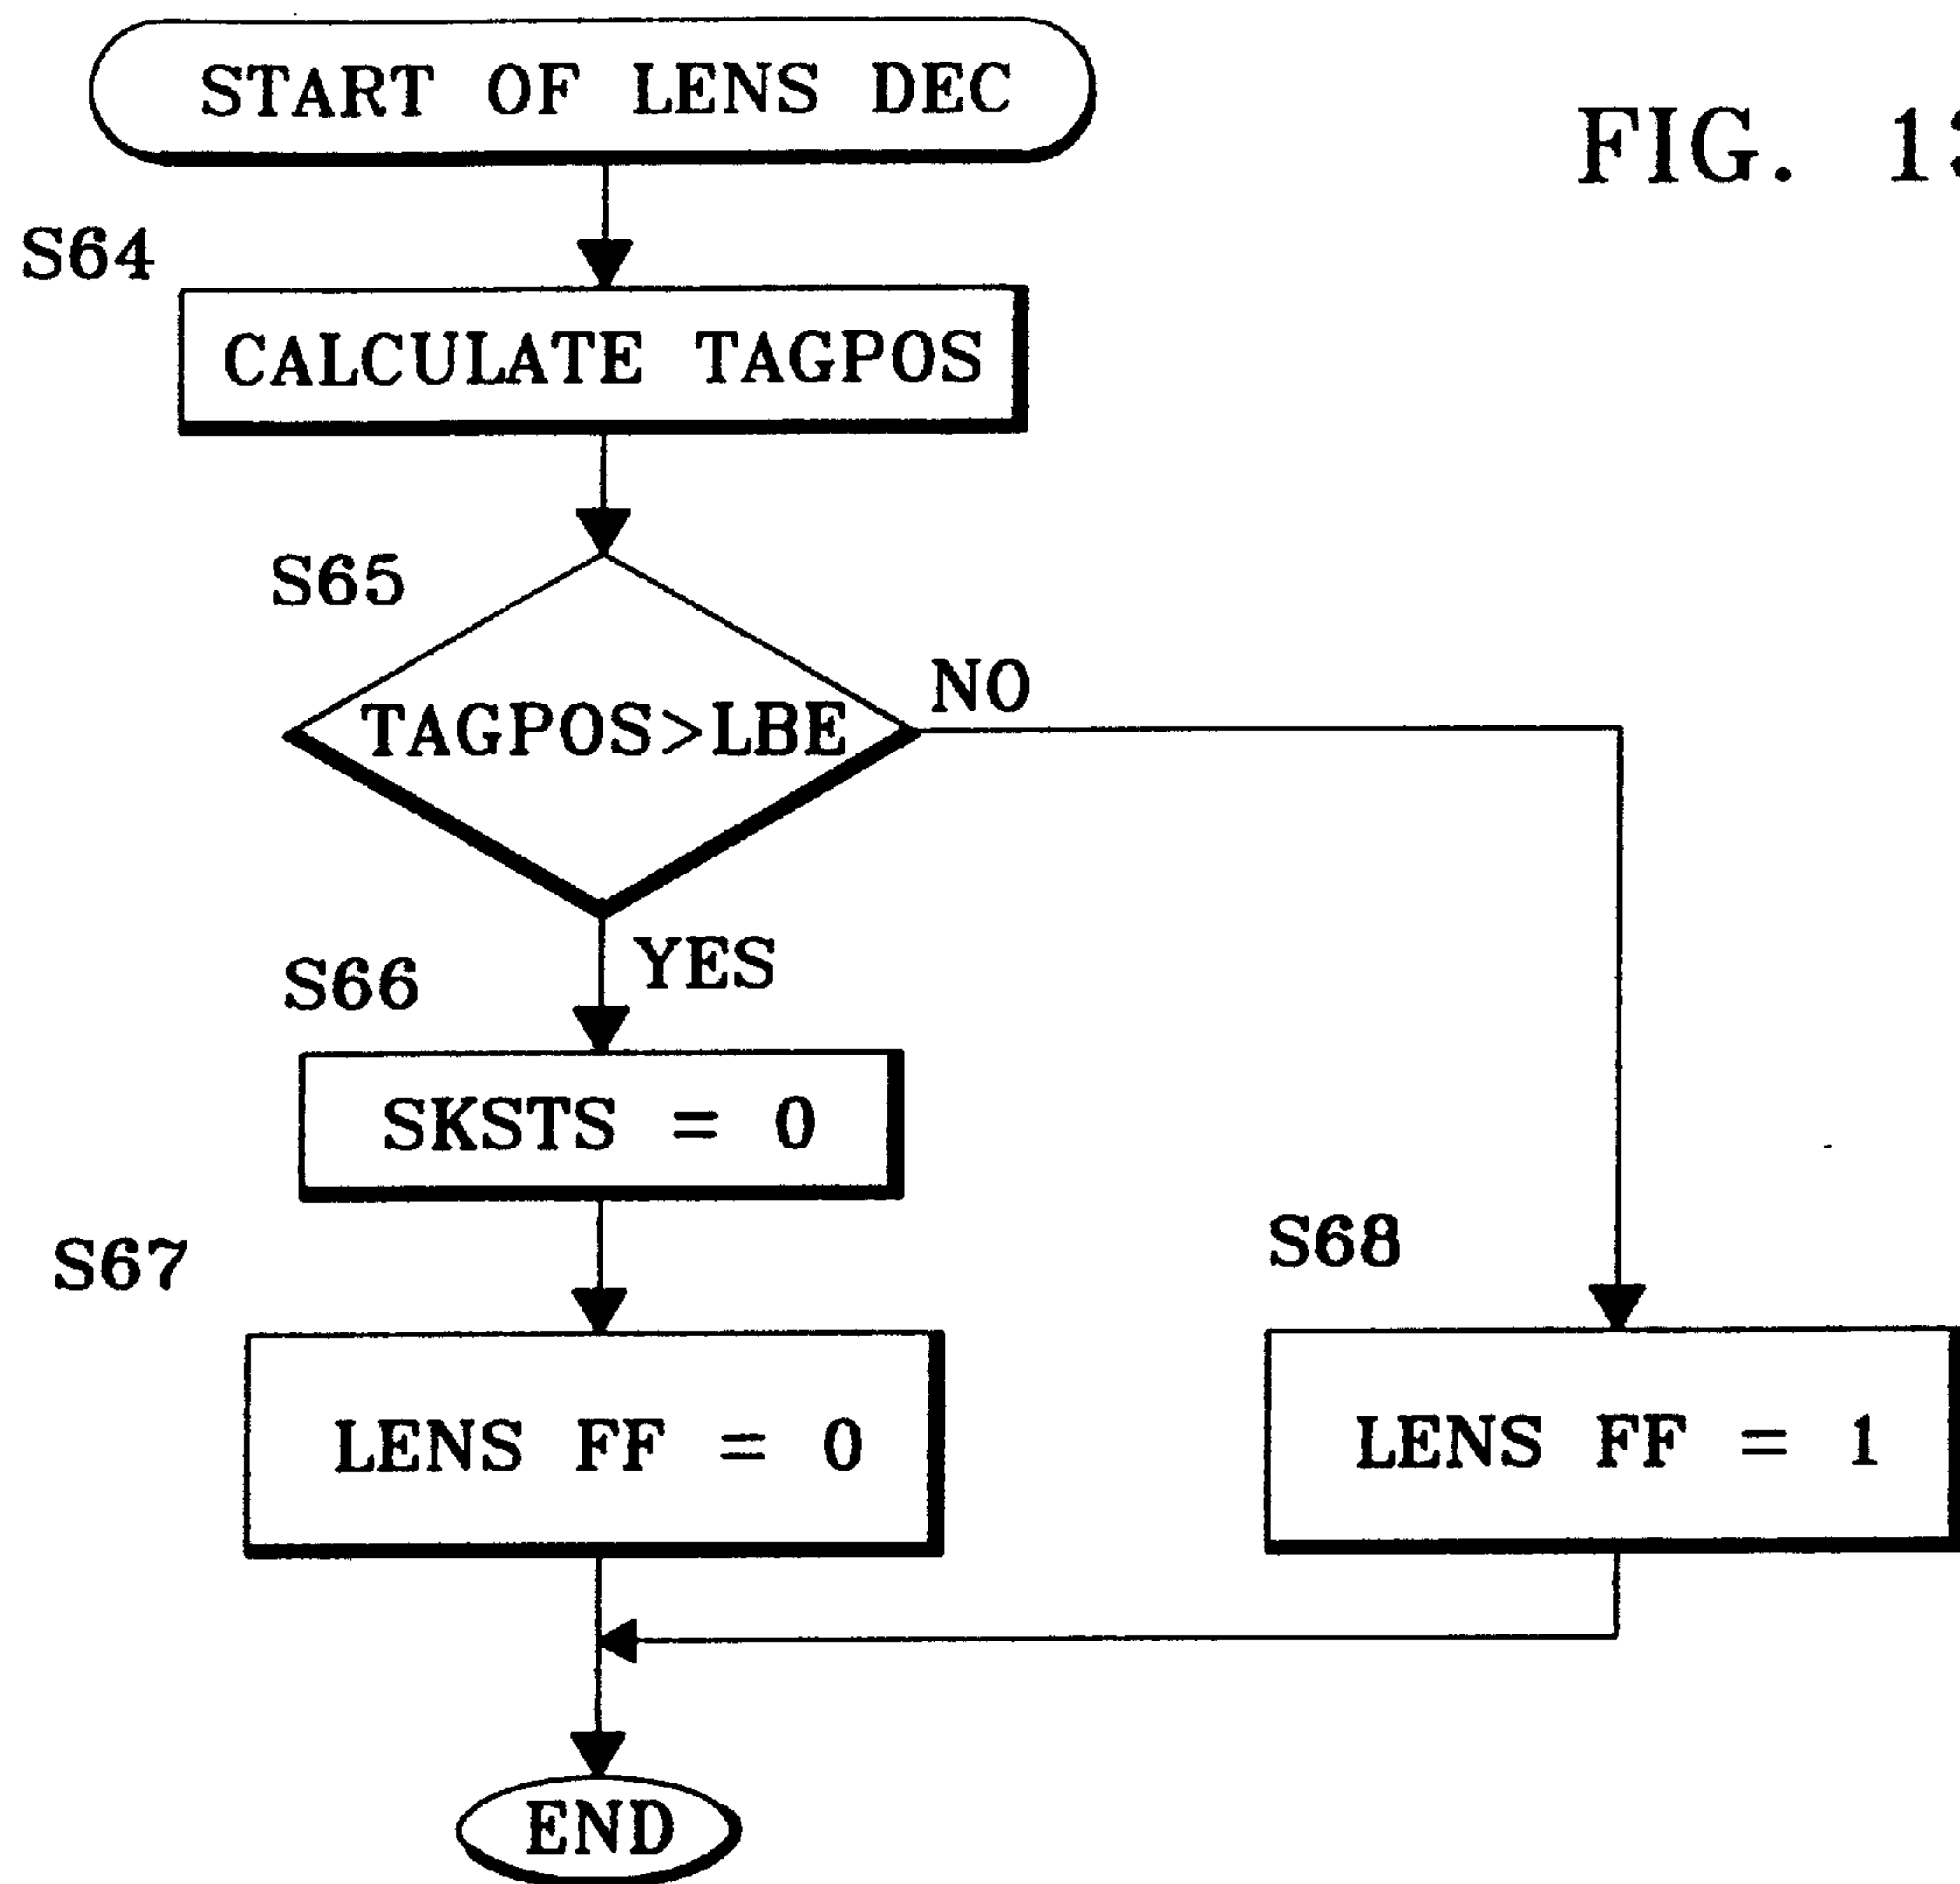 START OF LENS DEC
FIG.
S64
CALCULATE TAGPOS
S65
TAGPOS>LBE
NO
YES
S66
SKSTS = 0
S67
S68
LENS FF = 0
LENS FF = 1
END